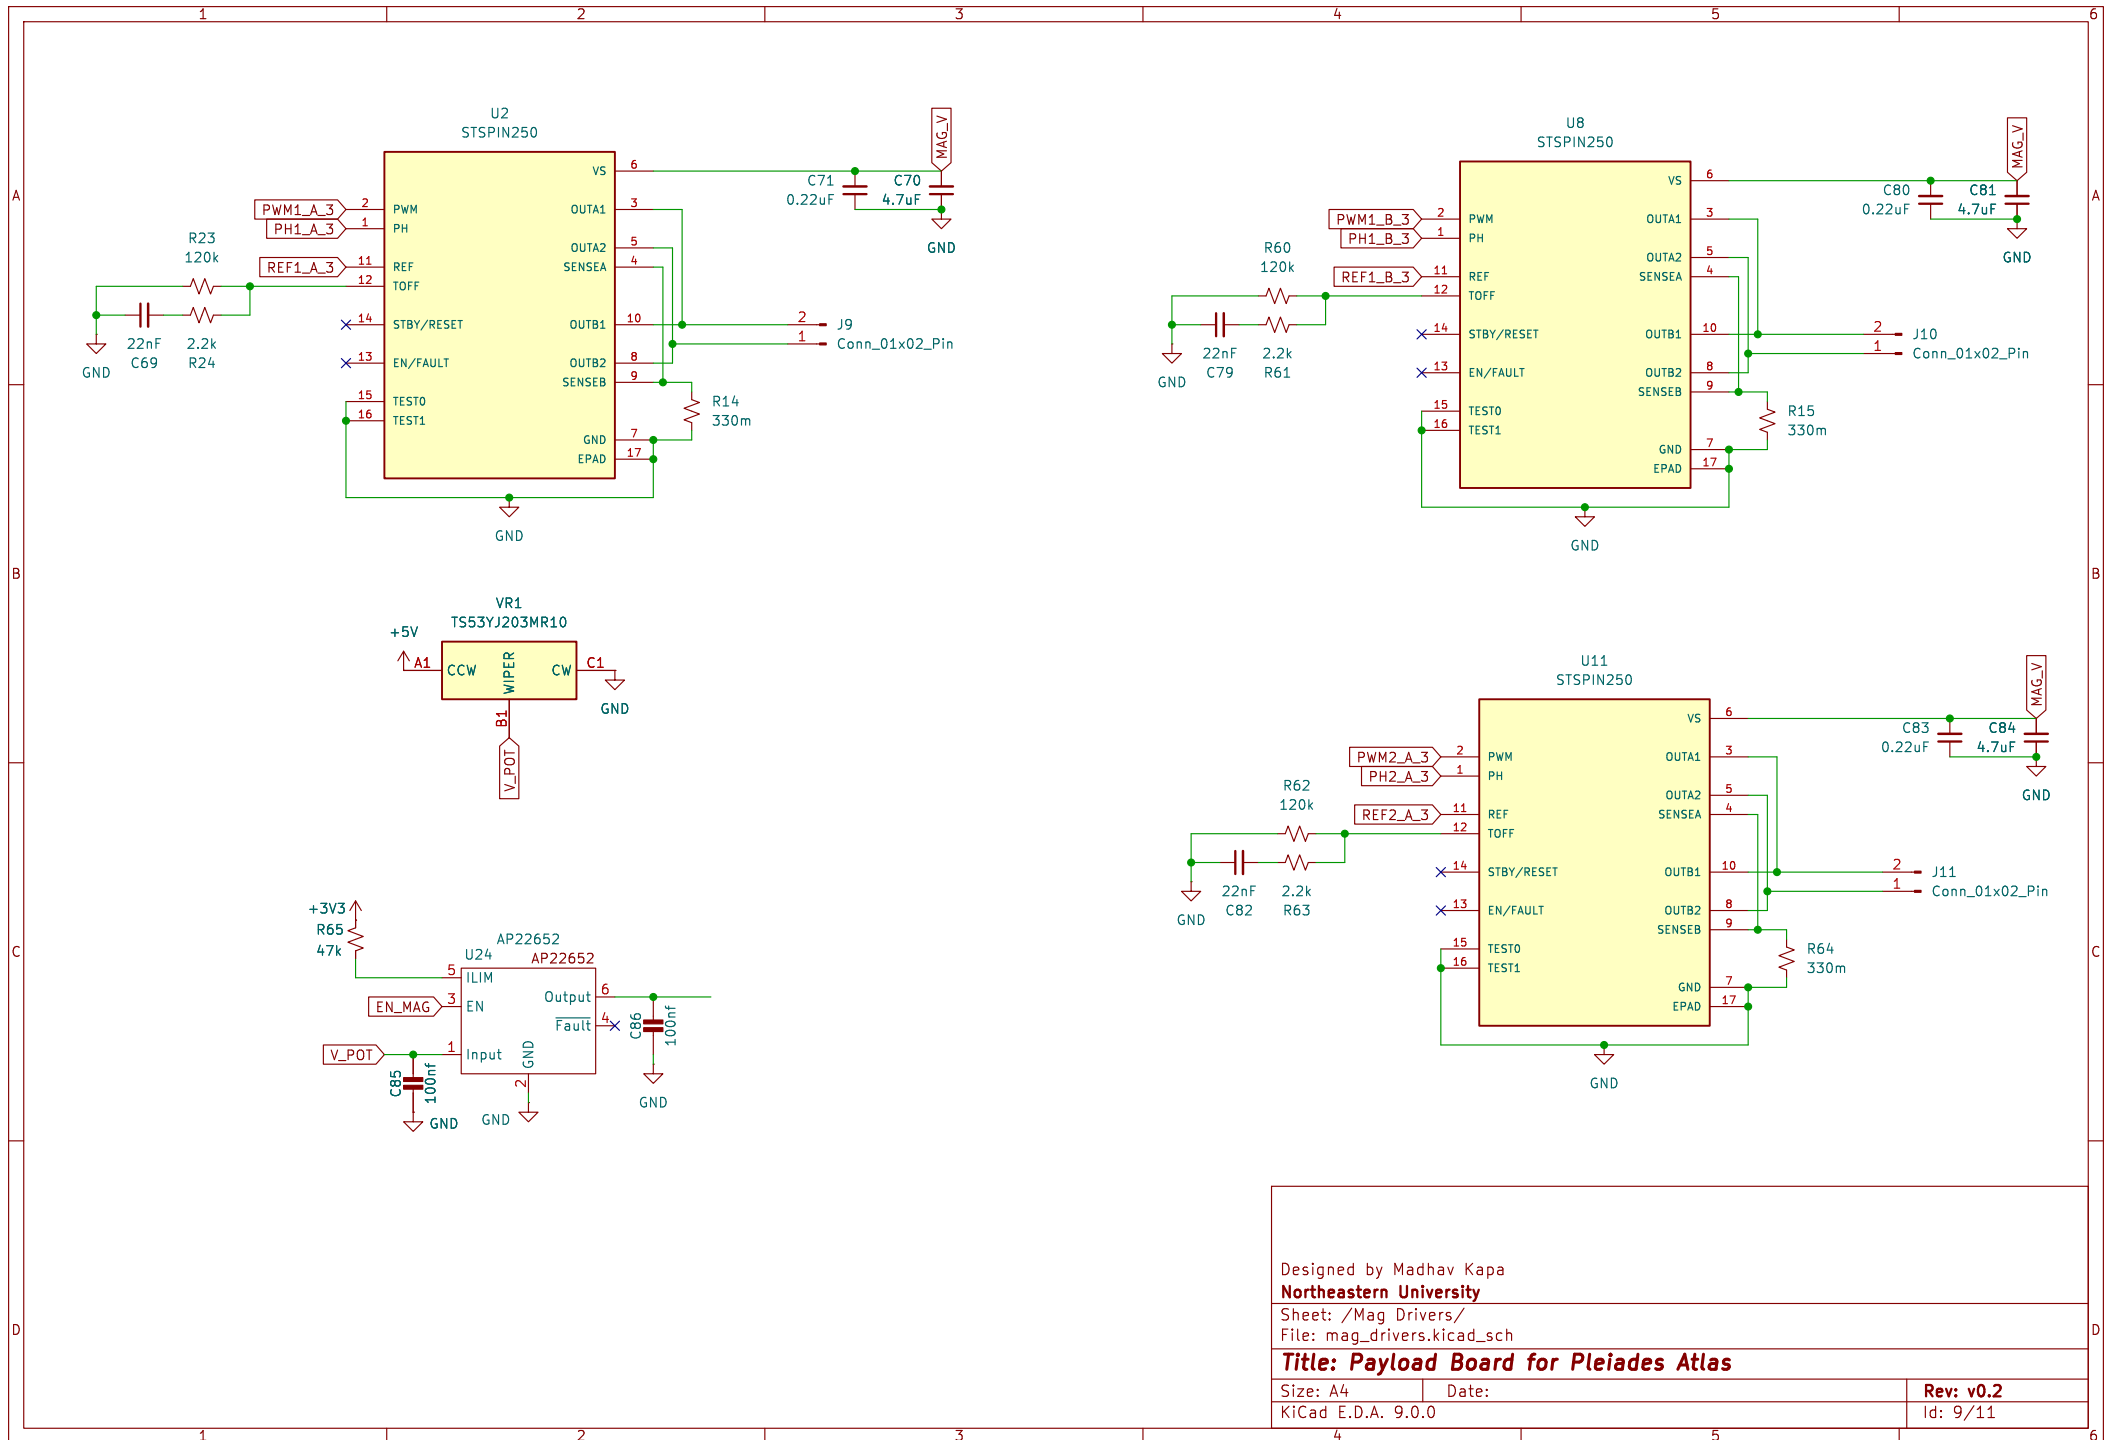 1 2 3 4 5 6
A
B
C
D
A
B
C
D
1 2 3 4 5 6
U2
STSPIN250
PWM1_A_3
PH1_A_3
REF1_A_3
2 PWM
1 PH
11 REF
12 TOFF
14 STBY/RESET
13 EN/FAULT
15 TEST0
16 TEST1
VS 6
OUTA1 3
OUTA2 5
SENSEA 4
OUTB1 10
OUTB2 8
SENSEB 9
GND 7
EPAD 17
R23
120k
22nF
C69
2.2k
R24
GND
MAG_V
C71
0.22uF
C70
4.7uF
GND
2 J9
1 Conn_01x02_Pin
R14
330m
GND
U8
STSPIN250
PWM1_B_3
PH1_B_3
REF1_B_3
2 PWM
1 PH
11 REF
12 TOFF
14 STBY/RESET
13 EN/FAULT
15 TEST0
16 TEST1
VS 6
OUTA1 3
OUTA2 5
SENSEA 4
OUTB1 10
OUTB2 8
SENSEB 9
GND 7
EPAD 17
R60
120k
22nF
C79
2.2k
R61
GND
MAG_V
C80
0.22uF
C81
4.7uF
GND
2 J10
1 Conn_01x02_Pin
R15
330m
GND
VR1
TS53YJ203MR10
+5V
A1 CCW
WIPER
CW C1
B1
GND
V_POT
U11
STSPIN250
PWM2_A_3
PH2_A_3
REF2_A_3
2 PWM
1 PH
11 REF
12 TOFF
14 STBY/RESET
13 EN/FAULT
15 TEST0
16 TEST1
VS 6
OUTA1 3
OUTA2 5
SENSEA 4
OUTB1 10
OUTB2 8
SENSEB 9
GND 7
EPAD 17
R62
120k
22nF
C82
2.2k
R63
GND
MAG_V
C83
0.22uF
C84
4.7uF
GND
2 J11
1 Conn_01x02_Pin
R64
330m
GND
+3V3
R65
47k
AP22652
U24
AP22652
5 ILIM
EN_MAG 3 EN
V_POT 1 Input
Output 6
Fault 4
GND
2
C85
100nf
GND
GND
C86
100nf
GND
Designed by Madhav Kapa
Northeastern University
Sheet: /Mag Drivers/
File: mag_drivers.kicad_sch
Title: Payload Board for Pleiades Atlas
Size: A4 Date: Rev: v0.2
KiCad E.D.A. 9.0.0 Id: 9/11